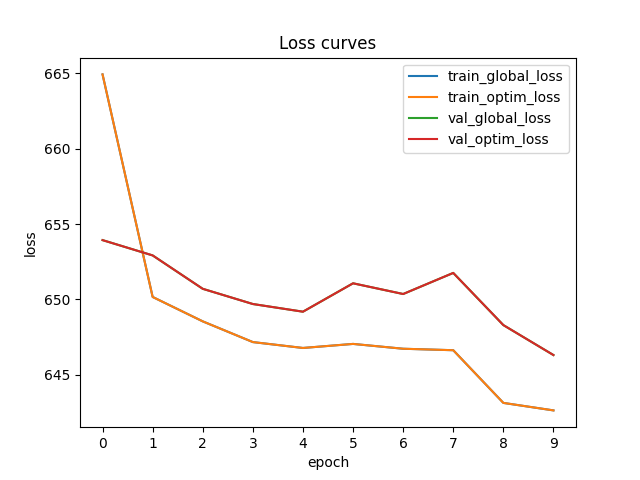 Loss curves
train_global_loss
train_optim_loss
val_global_loss
val_optim_loss
665
660
655
650
645
loss
0 1 2 3 4 5 6 7 8 9
epoch